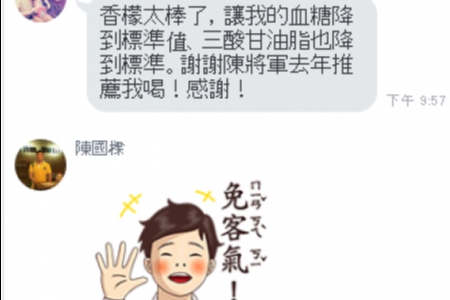 香檬太棒了，讓我的血糖降
到標準值、三酸甘油脂也降
到標準。謝謝陳將軍去年推
薦我喝！感謝！
下午 9:57
陳國樑
免客氣！
ㄇㄧㄢˋ ㄎㄜˋ ㄑㄧˋ